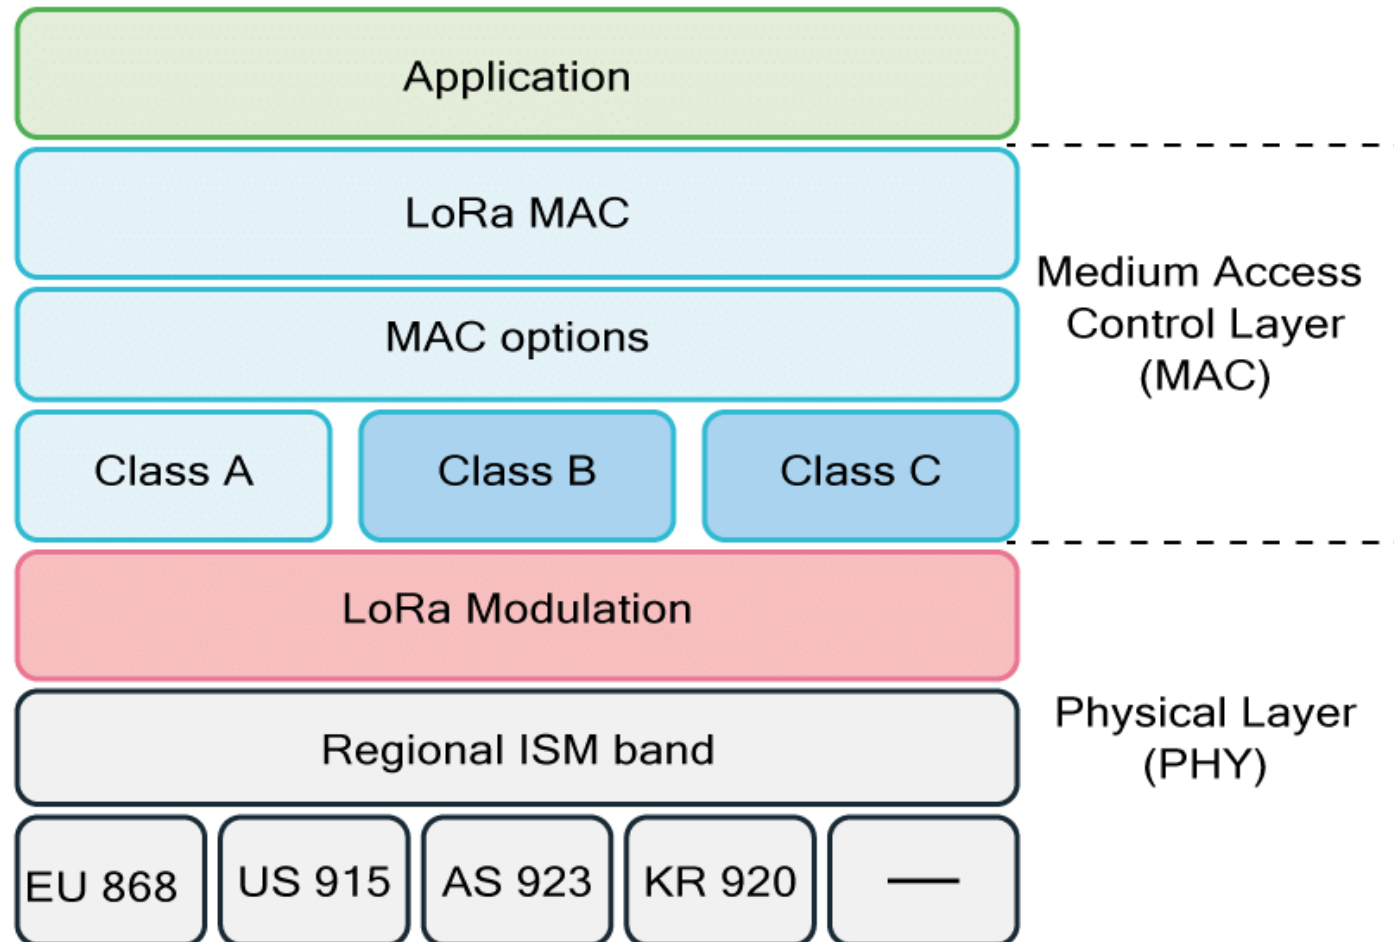 Application
LoRa MAC
MAC options
Medium Access
Control Layer
(MAC)
Class A
Class B
Class C
LoRa Modulation
Regional ISM band
Physical Layer
(PHY)
EU 868
US 915
AS 923
KR 920
—